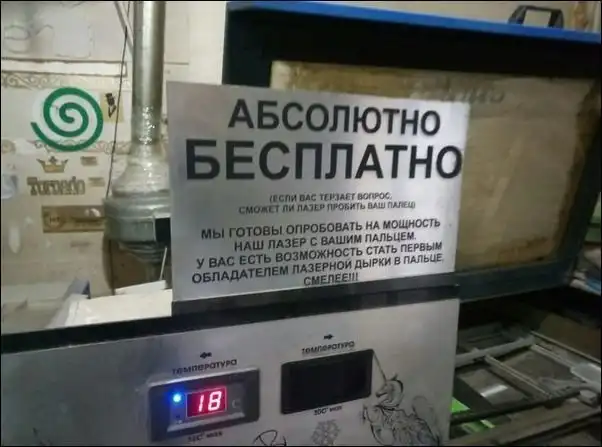 АБСОЛЮТНО
БЕСПЛАТНО
(ЕСЛИ ВАС ТЕРЗАЕТ ВОПРОС,
СМОЖЕТ ЛИ ЛАЗЕР ПРОБИТЬ ВАШ ПАЛЕЦ)
МЫ ГОТОВЫ ОПРОБОВАТЬ НА МОЩНОСТЬ
НАШ ЛАЗЕР С ВАШИМ ПАЛЬЦЕМ.
У ВАС ЕСТЬ ВОЗМОЖНОСТЬ СТАТЬ ПЕРВЫМ
ОБЛАДАТЕЛЕМ ЛАЗЕРНОЙ ДЫРКИ В ПАЛЬЦЕ.
СМЕЛЕЕ!!!
Torpedo
температура
температура
18 C